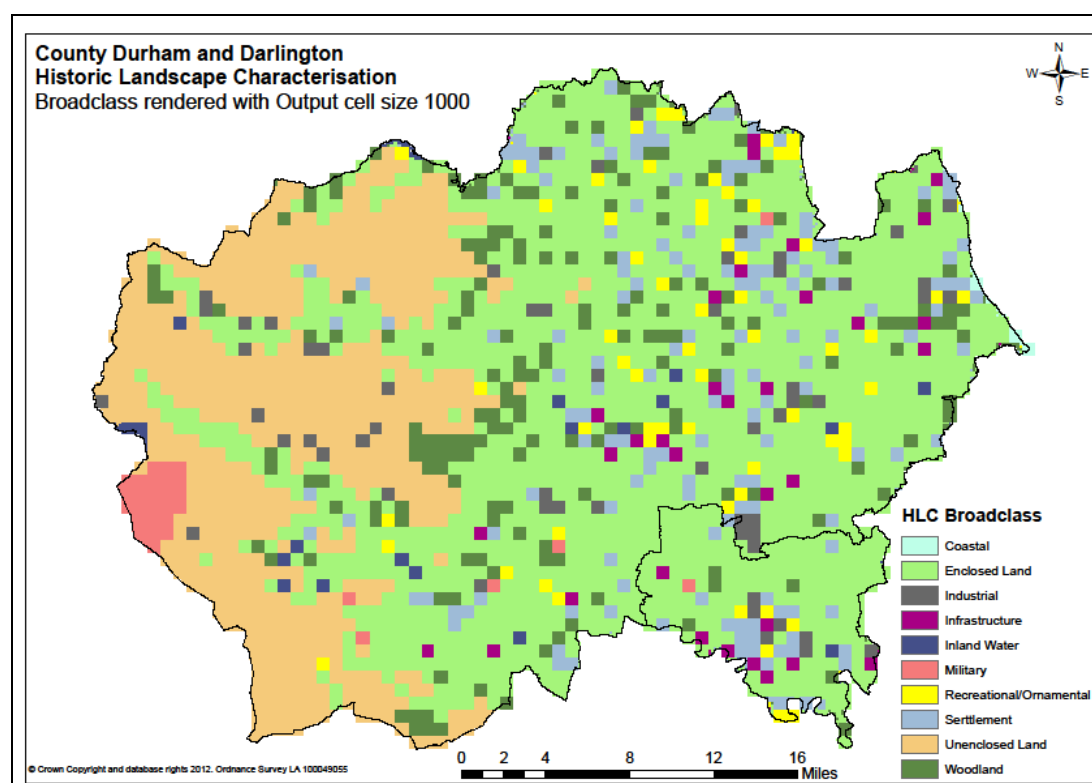 County Durham and Darlington
Historic Landscape Characterisation
Broadclass rendered with Output cell size 1000
N
W E
S
HLC Broadclass
Coastal
Enclosed Land
Industrial
Infrastructure
Inland Water
Military
Recreational/Ornamental
Serttlement
Unenclosed Land
Woodland
© Crown Copyright and database rights 2012. Ordnance Survey LA 100049055
0 2 4 8 12 16
Miles